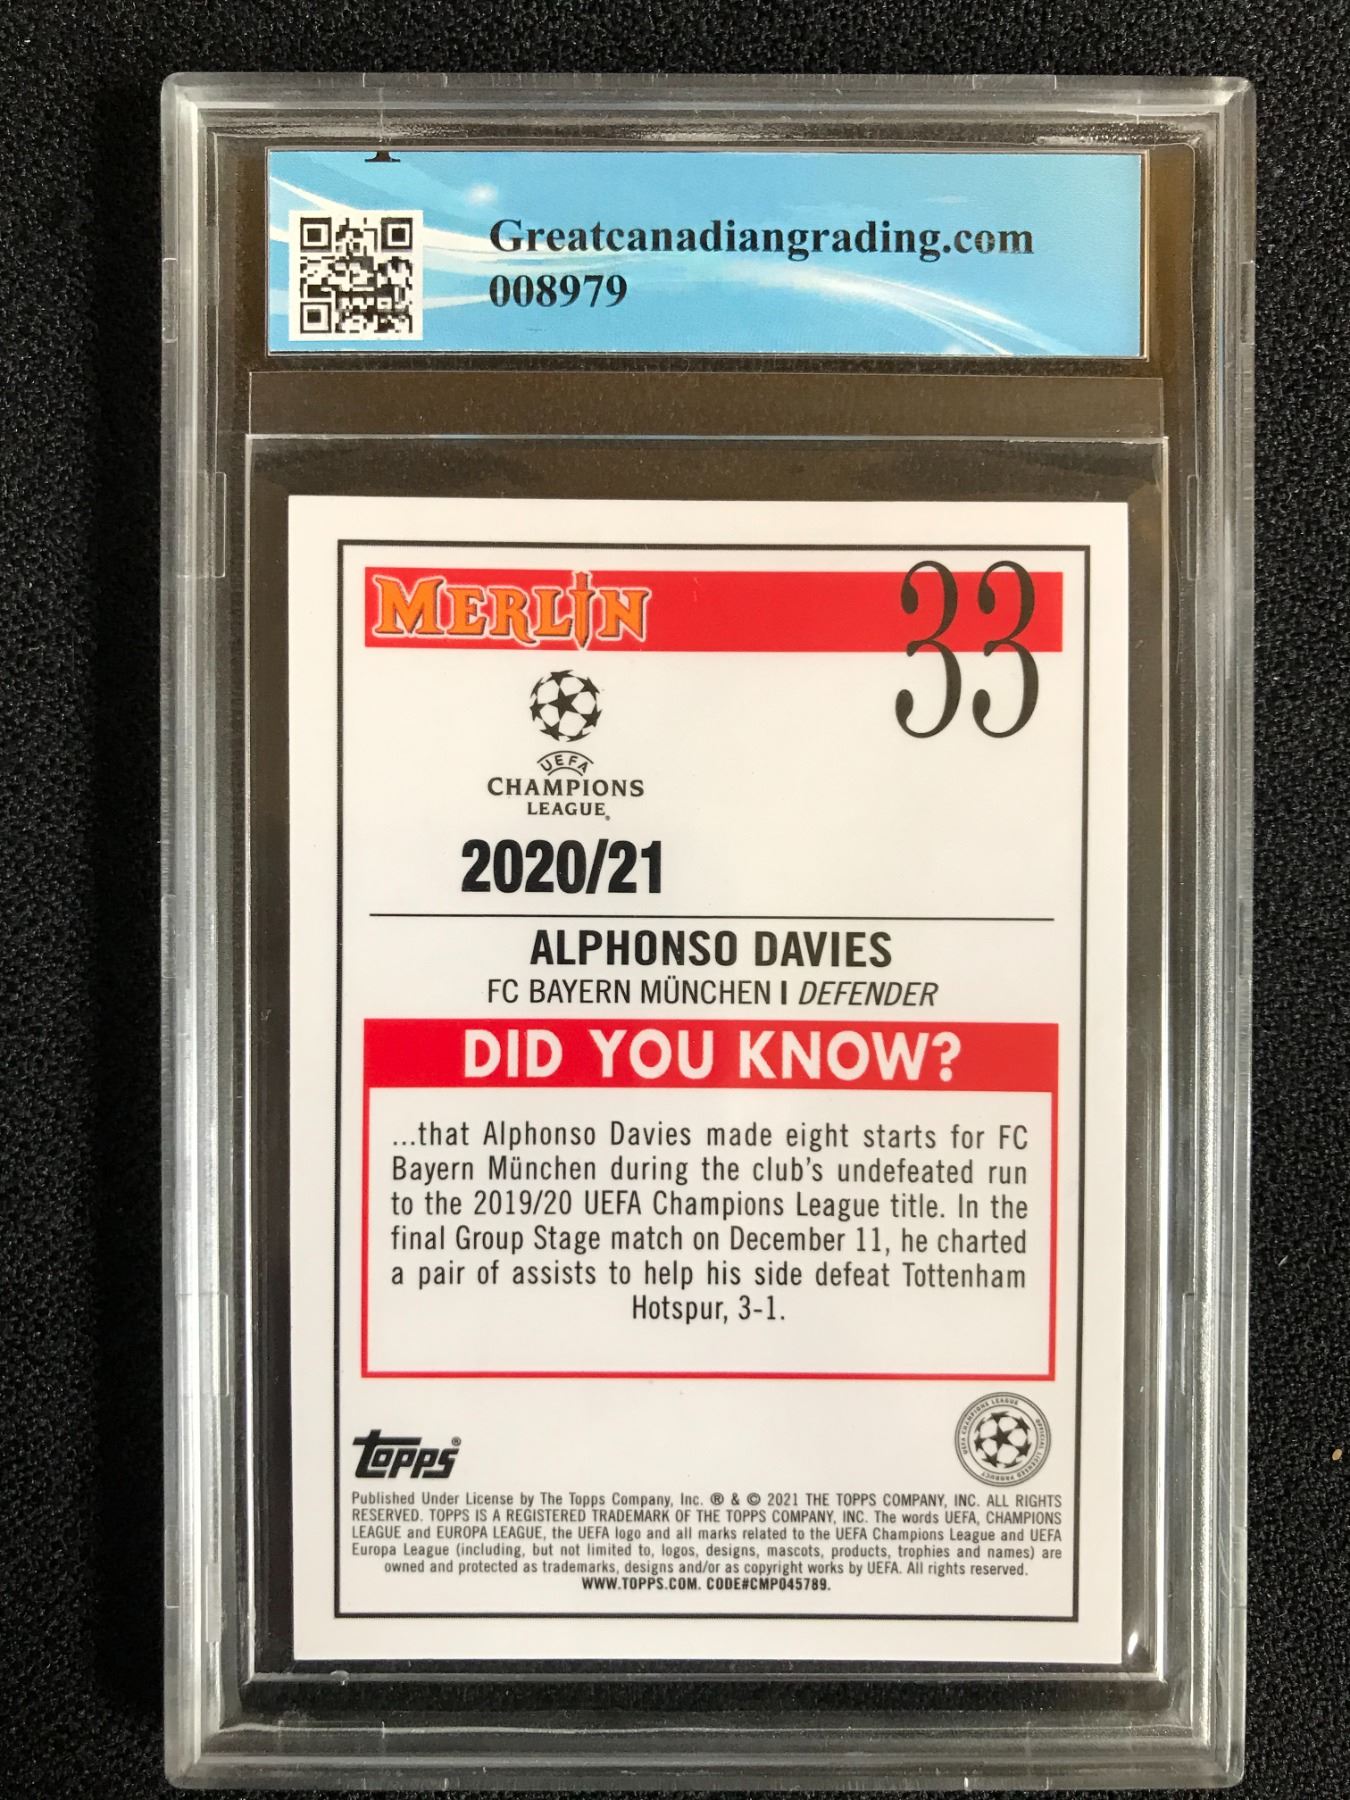 Greatcanadiangrading.com
008979
MERLIN
33
UEFA
CHAMPIONS
LEAGUE®
2020/21
ALPHONSO DAVIES
FC BAYERN MÜNCHEN | DEFENDER
DID YOU KNOW?
...that Alphonso Davies made eight starts for FC
Bayern München during the club's undefeated run
to the 2019/20 UEFA Champions League title. In the
final Group Stage match on December 11, he charted
a pair of assists to help his side defeat Tottenham
Hotspur, 3-1.
UEFA CHAMPIONS LEAGUE OFFICIAL LICENSED PRODUCT
topps®
Published Under License by The Topps Company, Inc. ® & © 2021 THE TOPPS COMPANY, INC. ALL RIGHTS
RESERVED. TOPPS IS A REGISTERED TRADEMARK OF THE TOPPS COMPANY, INC. The words UEFA, CHAMPIONS
LEAGUE and EUROPA LEAGUE, the UEFA logo and all marks related to the UEFA Champions League and UEFA
Europa League (including, but not limited to, logos, designs, mascots, products, trophies and names) are
owned and protected as trademarks, designs and/or as copyright works by UEFA. All rights reserved.
WWW.TOPPS.COM. CODE#CMP045789.